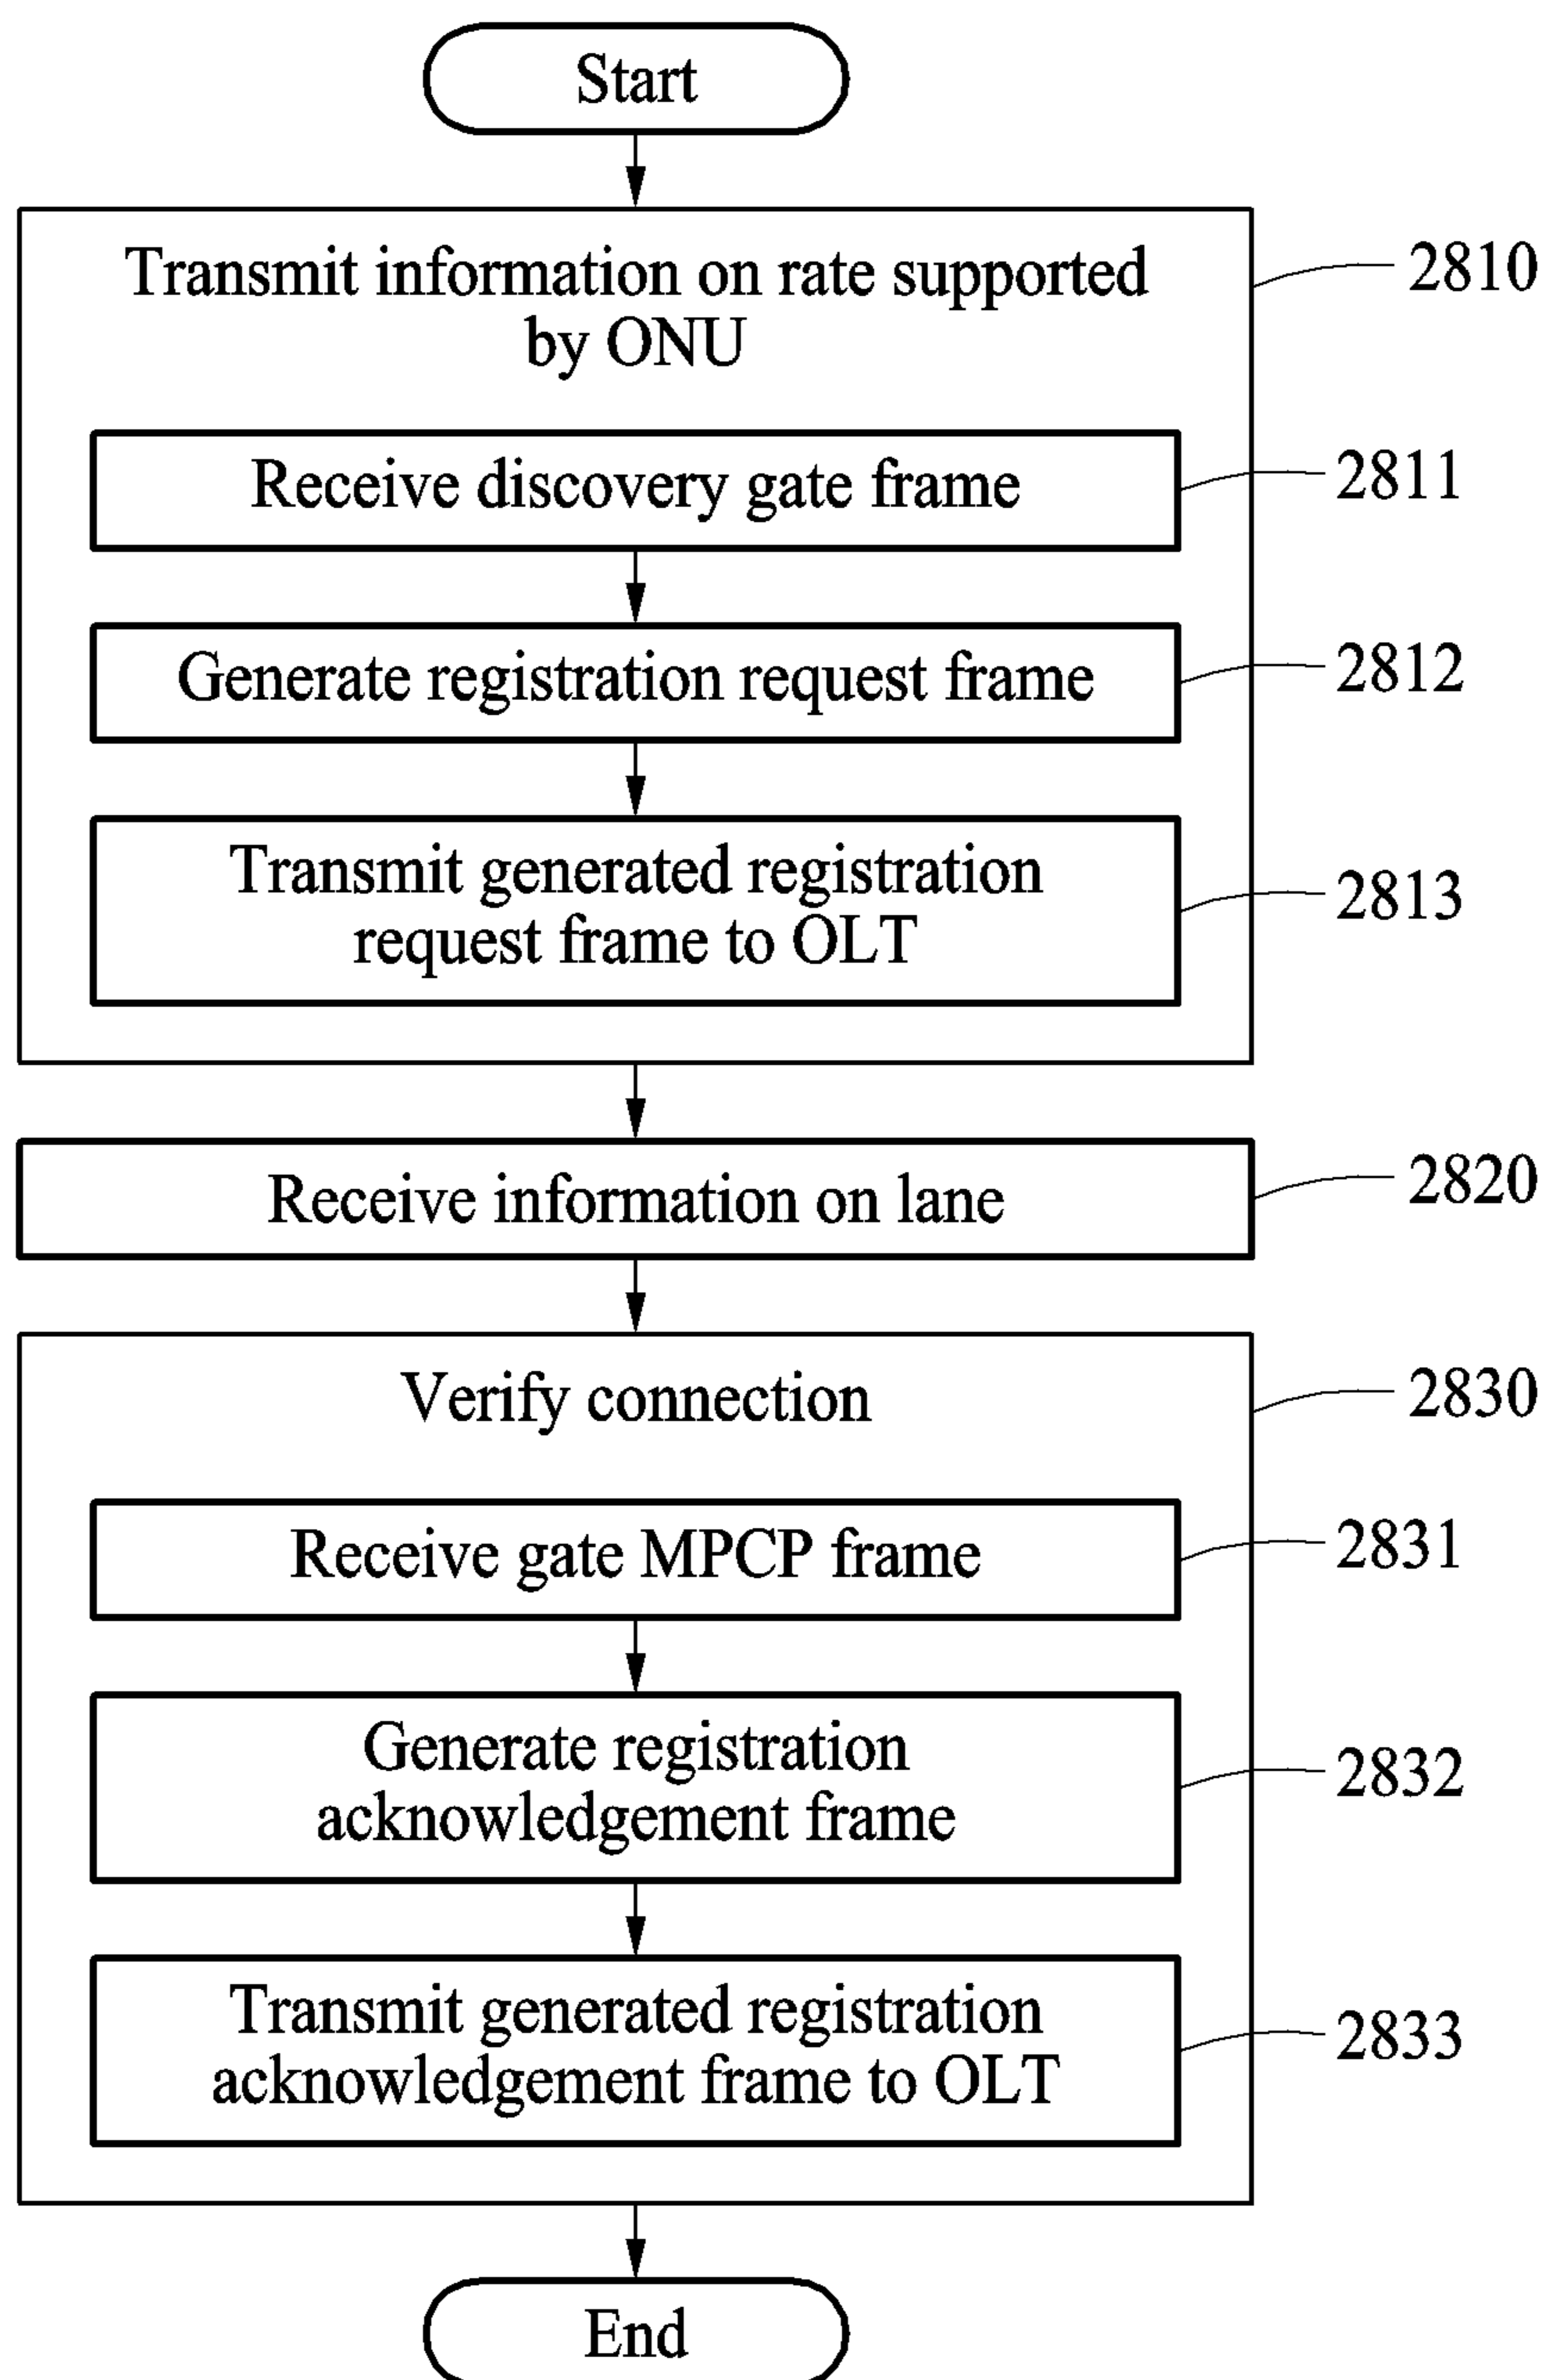 Start
Transmit information on rate supported
by ONU
2810
Receive discovery gate frame
2811
Generate registration request frame
2812
Transmit generated registration
request frame to OLT
2813
Receive information on lane
2820
Verify connection
2830
Receive gate MPCP frame
2831
Generate registration
acknowledgement frame
2832
Transmit generated registration
acknowledgement frame to OLT
2833
End